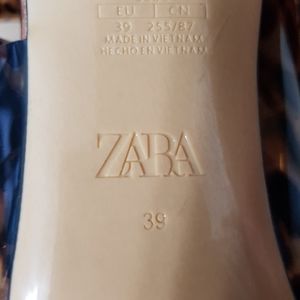 EU CN
39 255/87
MADE IN VIETNAM
HECHO EN VIETNAM
ZARA
39